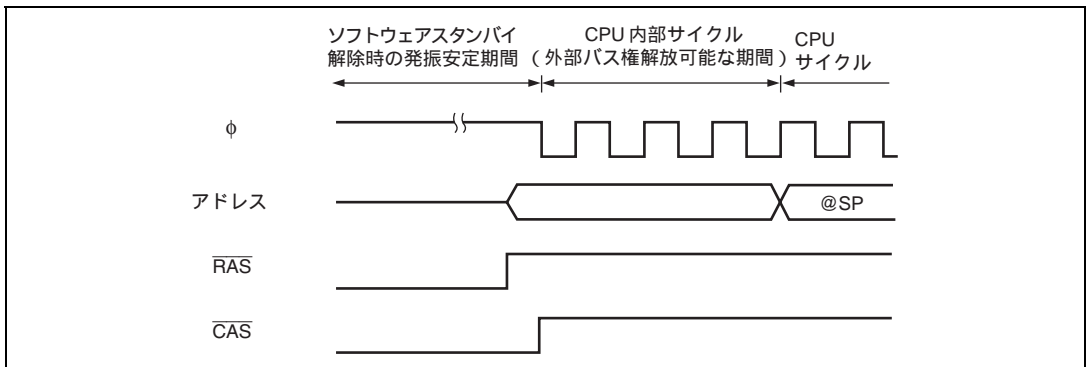 ソフトウェアスタンバイ
解除時の発振安定期間
CPU 内部サイクル
( 外部バス権解放可能な期間 )
CPU
サイクル
φ
アドレス
@SP
RAS
CAS